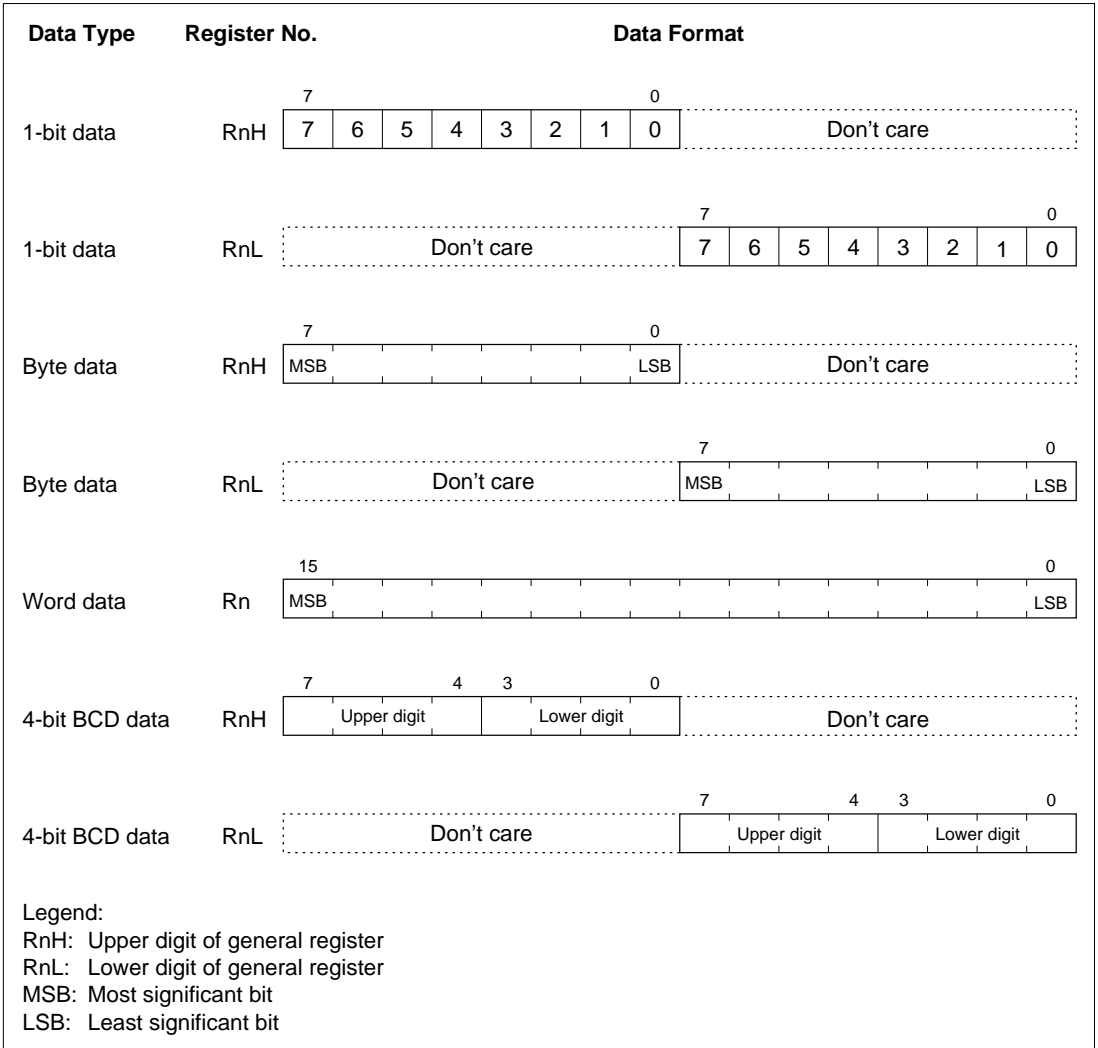 Data Type Register No. Data Format
7 0
1-bit data RnH 7 6 5 4 3 2 1 0 Don't care
7 0
1-bit data RnL Don't care 7 6 5 4 3 2 1 0
7 0
Byte data RnH MSB LSB Don't care
7 0
Byte data RnL Don't care MSB LSB
15 0
Word data Rn MSB LSB
7 4 3 0
4-bit BCD data RnH Upper digit Lower digit Don't care
7 4 3 0
4-bit BCD data RnL Don't care Upper digit Lower digit
Legend:
RnH: Upper digit of general register
RnL: Lower digit of general register
MSB: Most significant bit
LSB: Least significant bit